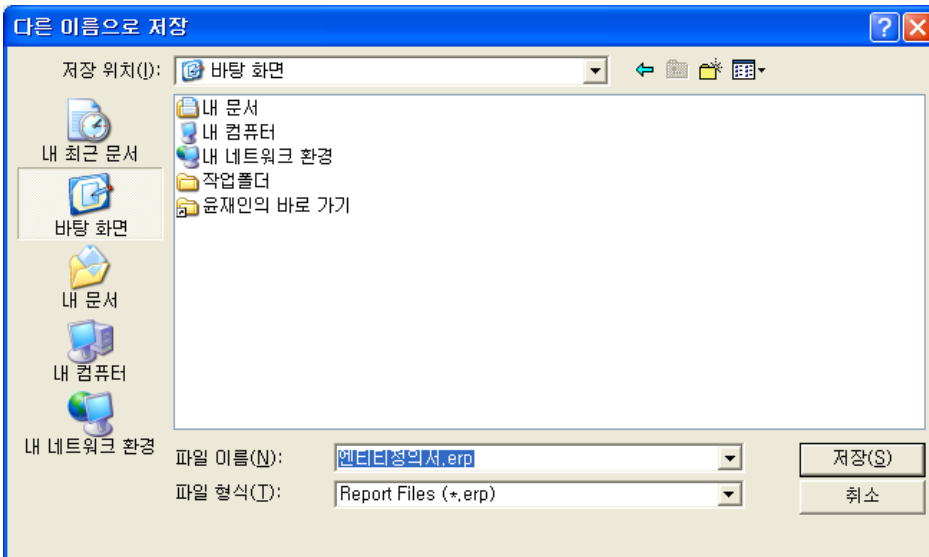 다른 이름으로 저장
저장 위치(I): 바탕 화면
내 문서
내 컴퓨터
내 네트워크 환경
작업폴더
윤재인의 바로 가기
내 최근 문서
바탕 화면
내 문서
내 컴퓨터
내 네트워크 환경
파일 이름(N): 엔티티정의서.erp 저장(S)
파일 형식(T): Report Files (*.erp) 취소